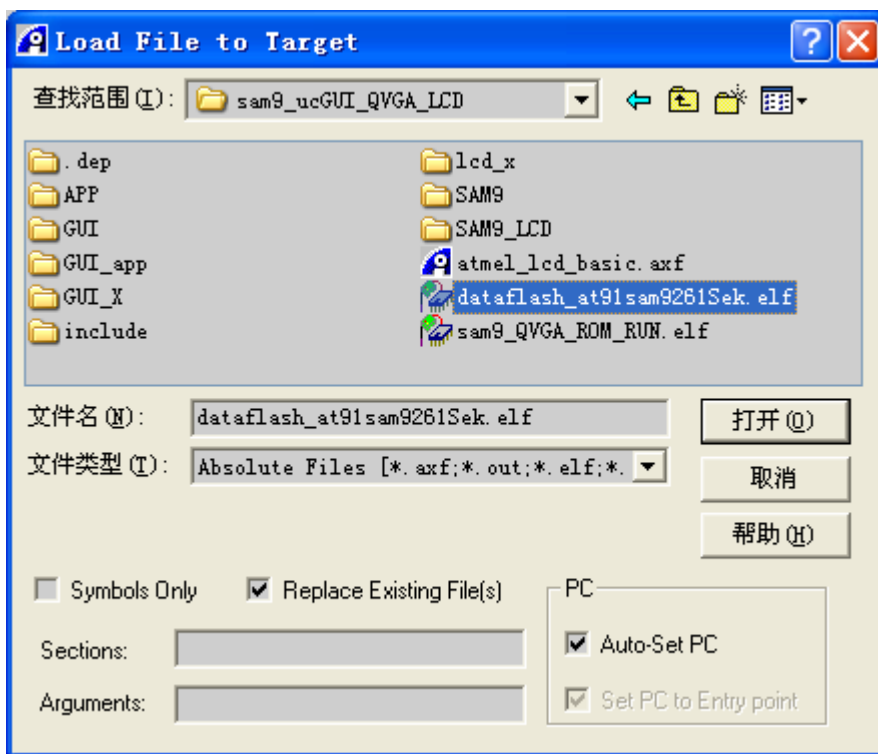 Load File to Target
查找范围(I): sam9_ucGUI_QVGA_LCD
.dep
APP
GUI
GUI_app
GUI_X
include
lcd_x
SAM9
SAM9_LCD
atmel_lcd_basic.axf
dataflash_at91sam9261Sek.elf
sam9_QVGA_ROM_RUN.elf
文件名(N): dataflash_at91sam9261Sek.elf 打开(O)
文件类型(T): Absolute Files [*.axf;*.out;*.elf;*. 取消
帮助(H)
Symbols Only Replace Existing File(s) PC
Sections: Auto-Set PC
Arguments: Set PC to Entry point